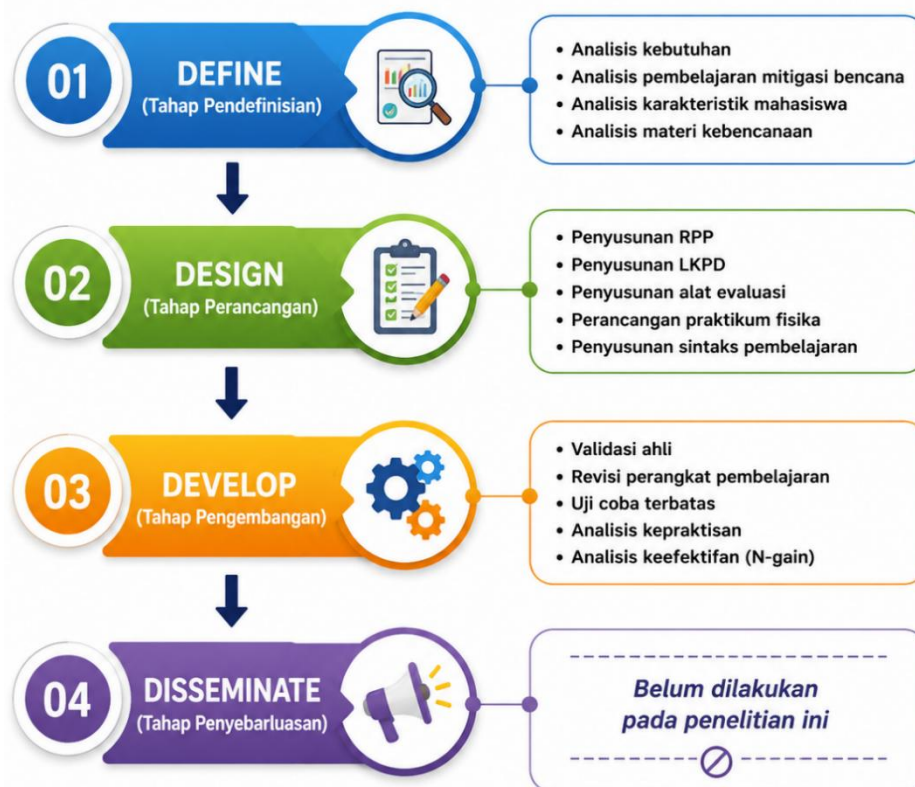 01
DEFINE
(Tahap Pendefinisian)
• Analisis kebutuhan
• Analisis pembelajaran mitigasi bencana
• Analisis karakteristik mahasiswa
• Analisis materi kebencanaan
02
DESIGN
(Tahap Perancangan)
• Penyusunan RPP
• Penyusunan LKPD
• Penyusunan alat evaluasi
• Perancangan praktikum fisika
• Penyusunan sintaks pembelajaran
03
DEVELOP
(Tahap Pengembangan)
• Validasi ahli
• Revisi perangkat pembelajaran
• Uji coba terbatas
• Analisis kepraktisan
• Analisis keefektifan (N-gain)
04
DISSEMINATE
(Tahap Penyebarluasan)
Belum dilakukan
pada penelitian ini